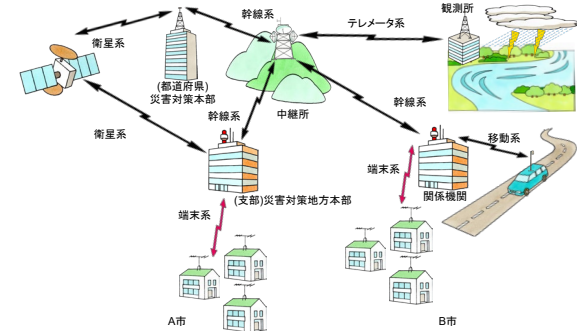 観測所
幹線系
テレメータ系
衛星系
(都道府県)
災害対策本部
中継所
衛星系
幹線系
幹線系
移動系
端末系
関係機関
(支部)災害対策地方本部
端末系
A市
B市